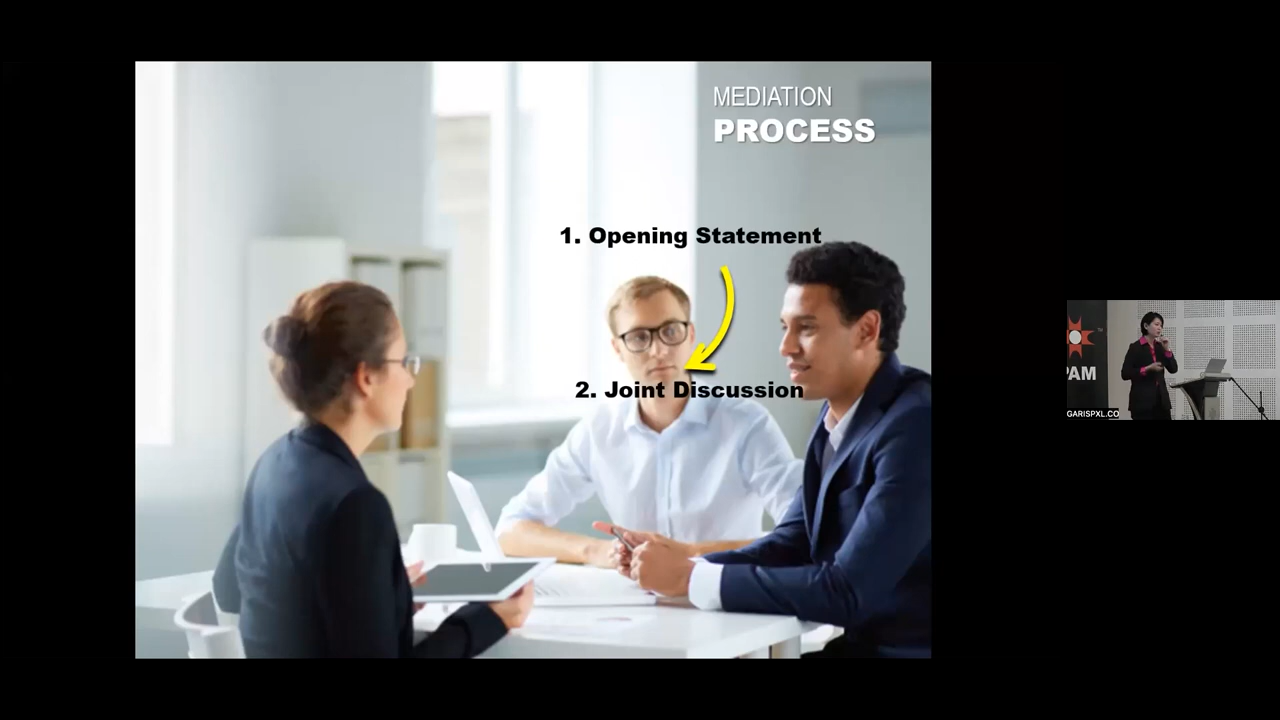 MEDIATION
PROCESS
1. Opening Statement
2. Joint Discussion
PAM
GARISPXL.CO